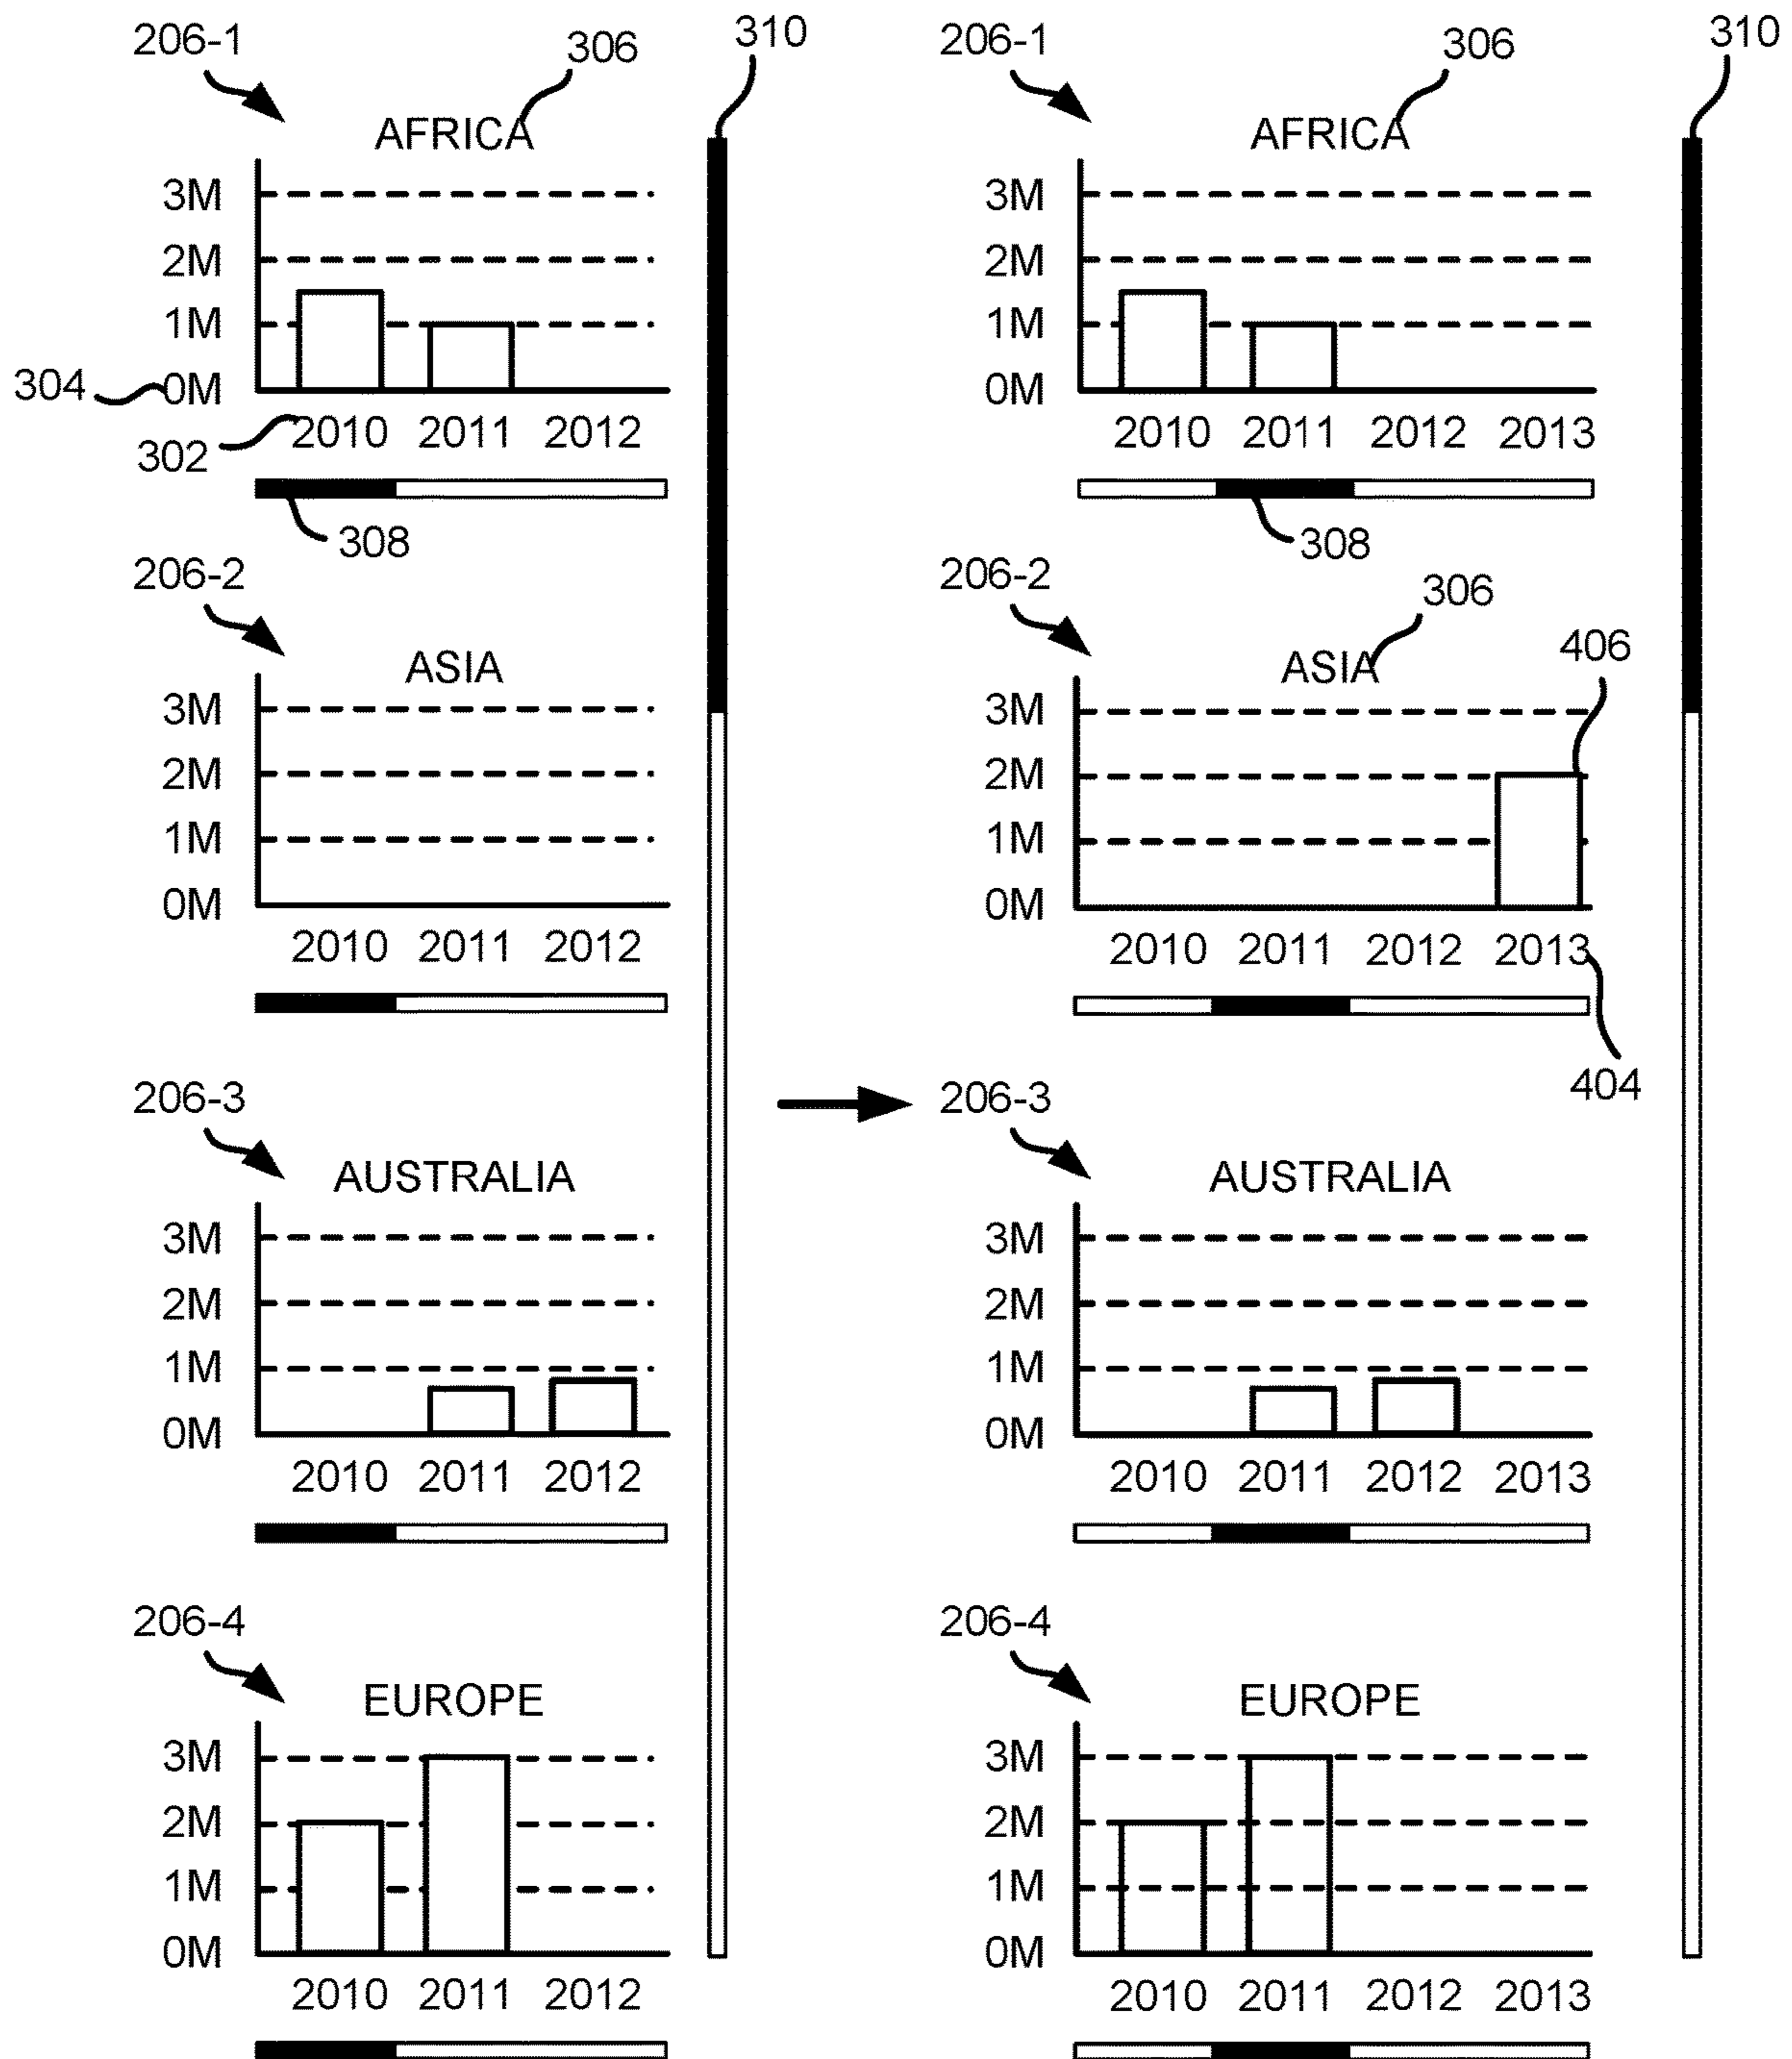 206-1 306 310 206-1 306 310
AFRICA AFRICA
3M 3M
2M 2M
1M 1M
304 0M 0M
302 2010 2011 2012 2010 2011 2012 2013
308 308
206-2 206-2 306
ASIA ASIA 406
3M 3M
2M 2M
1M 1M
0M 0M
2010 2011 2012 2010 2011 2012 2013
206-3 206-3 404
AUSTRALIA AUSTRALIA
3M 3M
2M 2M
1M 1M
0M 0M
2010 2011 2012 2010 2011 2012 2013
206-4 206-4
EUROPE EUROPE
3M 3M
2M 2M
1M 1M
0M 0M
2010 2011 2012 2010 2011 2012 2013